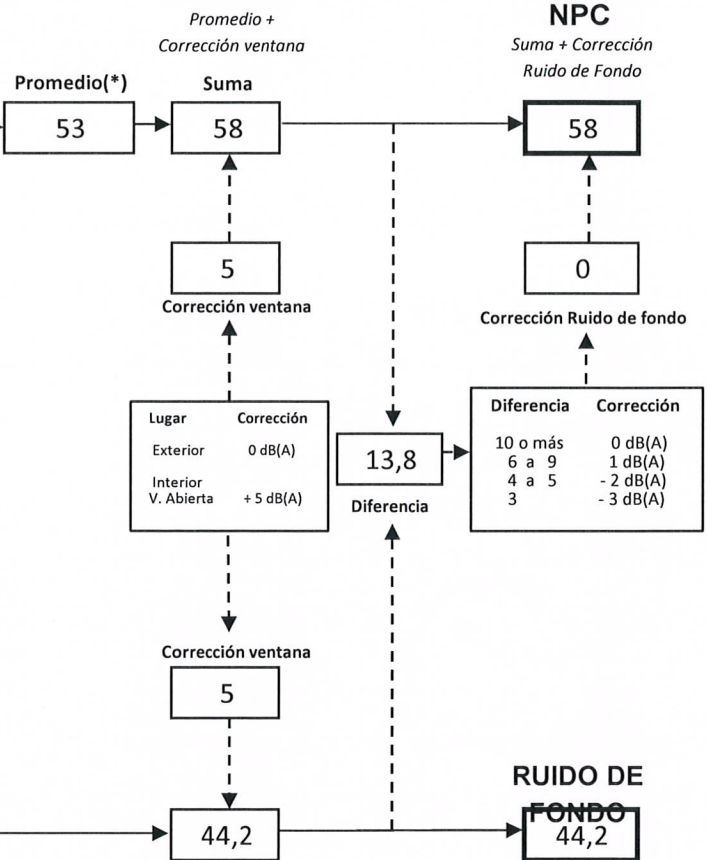 Promedio +
Corrección ventana
NPC
Suma + Corrección
Ruido de Fondo
Promedio(*)
Suma
53
58
58
5
0
Corrección ventana
Corrección Ruido de fondo
Lugar Corrección
Exterior 0 dB(A)
Interior
V. Abierta + 5 dB(A)
13,8
Diferencia
Diferencia Corrección
10 o más 0 dB(A)
6 a 9 1 dB(A)
4 a 5 - 2 dB(A)
3 - 3 dB(A)
Corrección ventana
5
RUIDO DE
FONDO
44,2
44,2